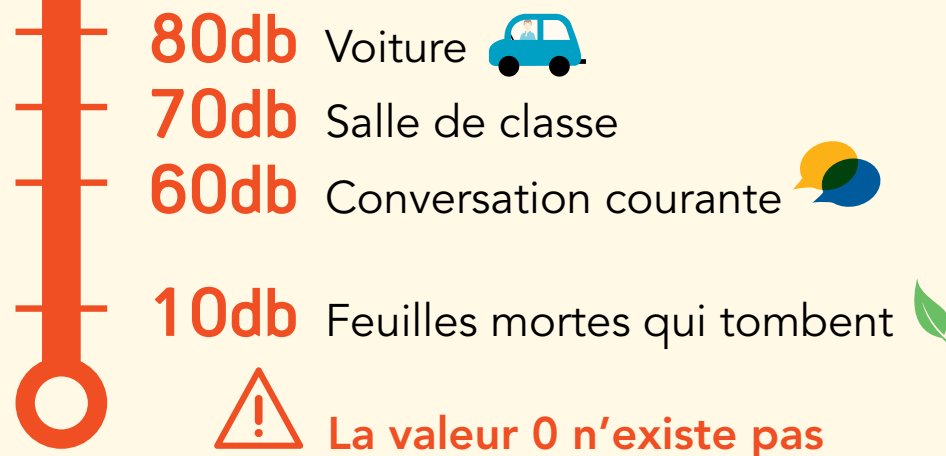 80db Voiture
70db Salle de classe
60db Conversation courante
10db Feuilles mortes qui tombent
La valeur 0 n’existe pas